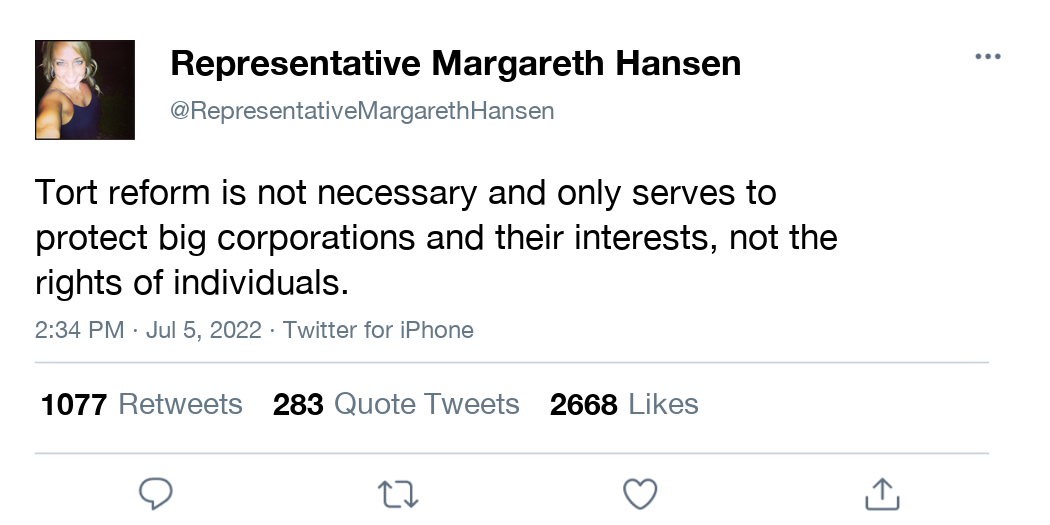 Representative Margareth Hansen
@RepresentativeMargarethHansen
Tort reform is not necessary and only serves to
protect big corporations and their interests, not the
rights of individuals.
2:34 PM · Jul 5, 2022 · Twitter for iPhone
1077 Retweets 283 Quote Tweets 2668 Likes